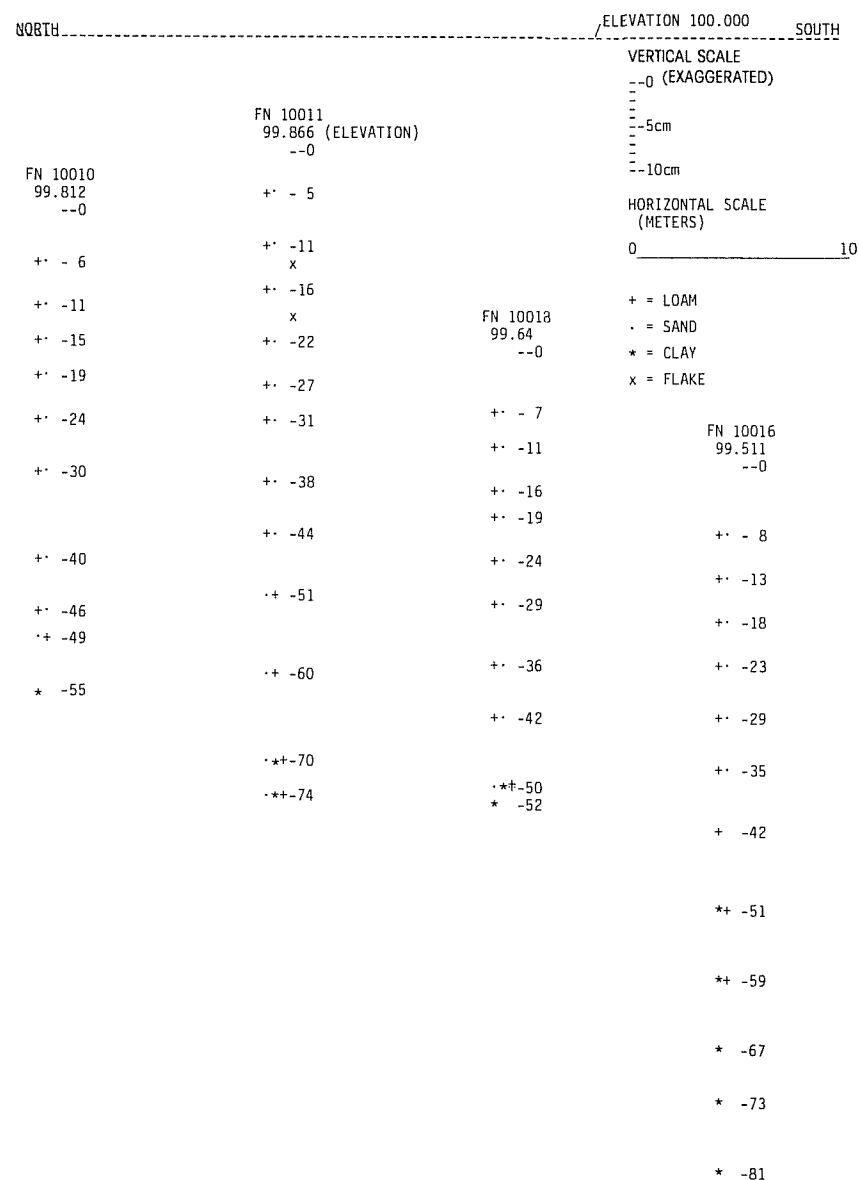 NORTH /ELEVATION 100.000 SOUTH
VERTICAL SCALE
--0 (EXAGGERATED)
--5cm
--10cm
HORIZONTAL SCALE
(METERS)
0 10
+ = LOAM
· = SAND
* = CLAY
x = FLAKE
FN 10010
99.812
--0
+· - 6
+· -11
+· -15
+· -19
+· -24
+· -30
+· -40
+· -46
·+ -49
* -55
FN 10011
99.866 (ELEVATION)
--0
+· - 5
+· -11
x
+· -16
x
+· -22
+· -27
+· -31
+· -38
+· -44
·+ -51
·+ -60
·*+-70
·*+-74
FN 10018
99.64
--0
+· - 7
+· -11
+· -16
+· -19
+· -24
+· -29
+· -36
+· -42
·*+-50
* -52
FN 10016
99.511
--0
+· - 8
+· -13
+· -18
+· -23
+· -29
+· -35
+ -42
*+ -51
*+ -59
* -67
* -73
* -81